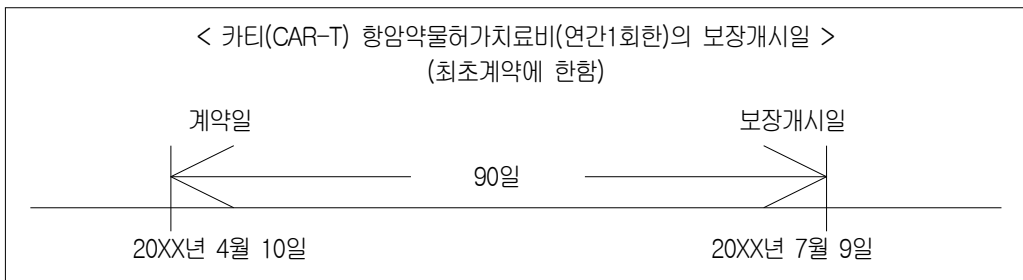 < 카티(CAR-T) 항암약물허가치료비(연간1회한)의 보장개시일 >
(최초계약에 한함)
계약일 보장개시일
90일
20XX년 4월 10일 20XX년 7월 9일